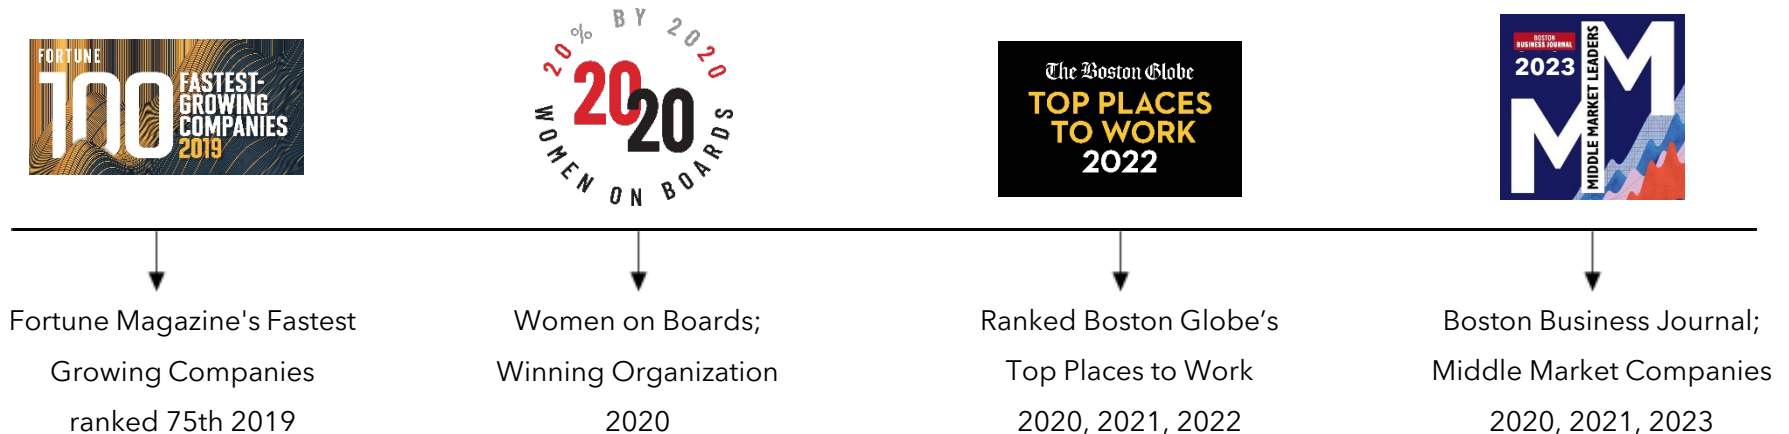 FORTUNE
100
FASTEST-
GROWING
COMPANIES
2019
20% BY 2020
2020
WOMEN ON BOARDS
The Boston Globe
TOP PLACES
TO WORK
2022
BOSTON
BUSINESS JOURNAL
2023
MM
MIDDLE MARKET LEADERS
Fortune Magazine's Fastest
Growing Companies
ranked 75th 2019
Women on Boards;
Winning Organization
2020
Ranked Boston Globe’s
Top Places to Work
2020, 2021, 2022
Boston Business Journal;
Middle Market Companies
2020, 2021, 2023